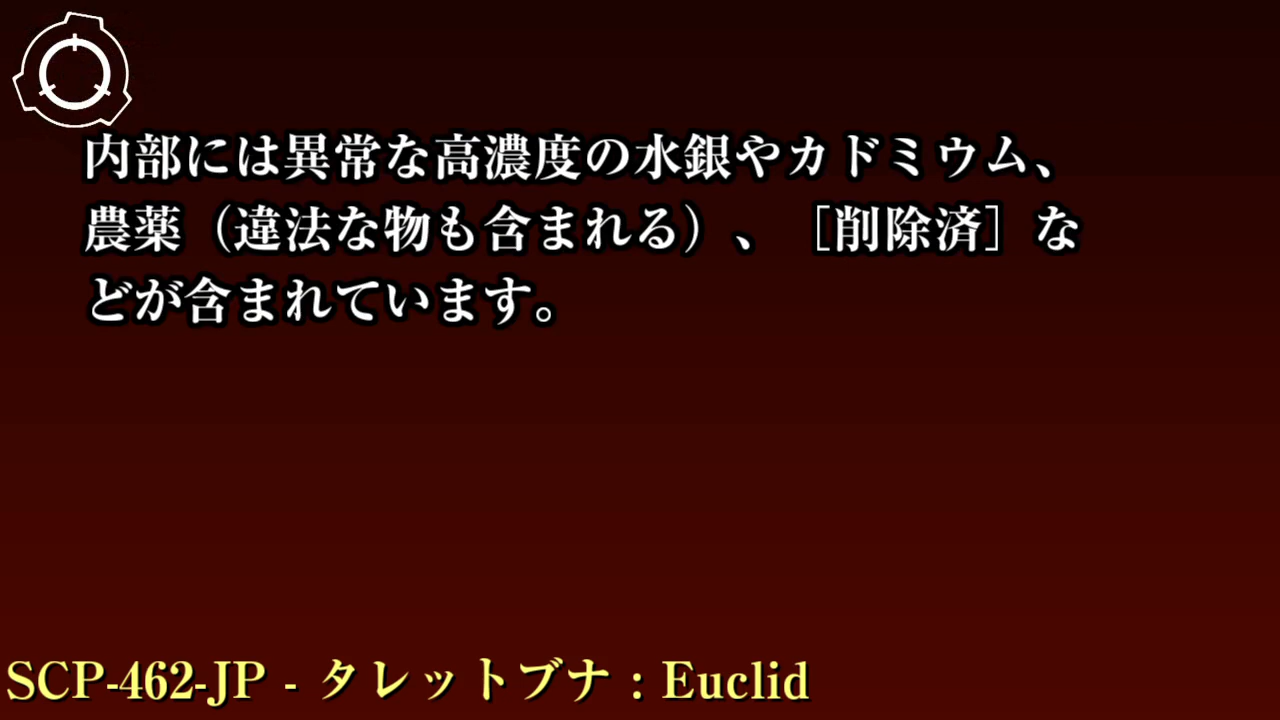 内部には異常な高濃度の水銀やカドミウム、
農薬（違法な物も含まれる）、［削除済］な
どが含まれています。
SCP-462-JP - タレットブナ : Euclid